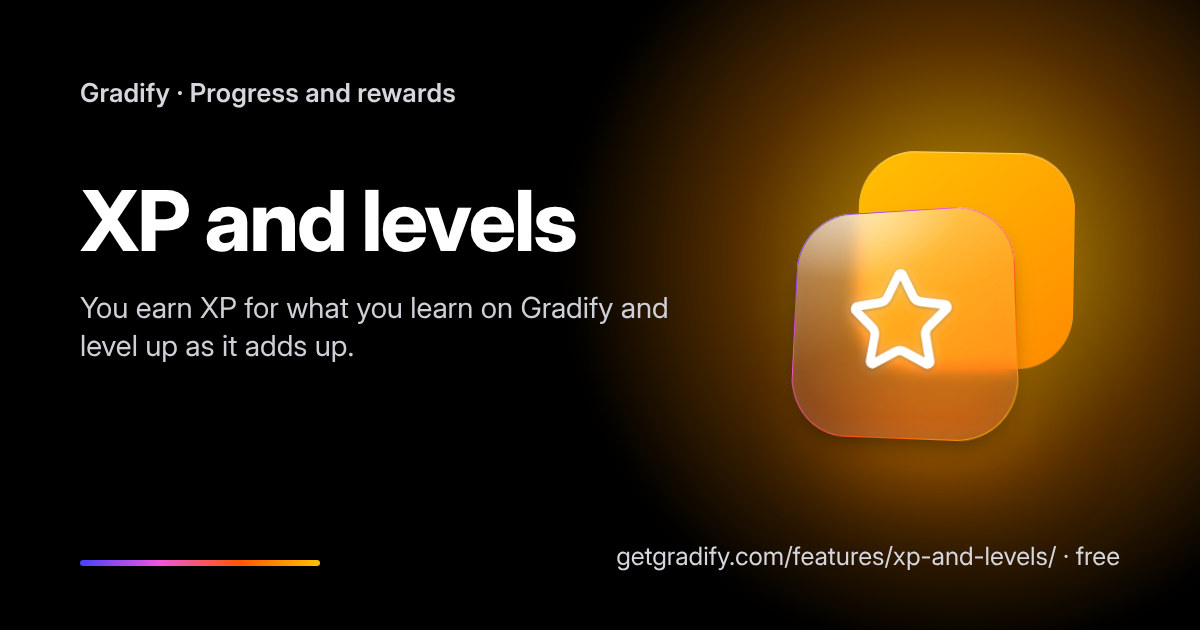 Gradify · Progress and rewards
XP and levels
You earn XP for what you learn on Gradify and
level up as it adds up.
getgradify.com/features/xp-and-levels/ · free